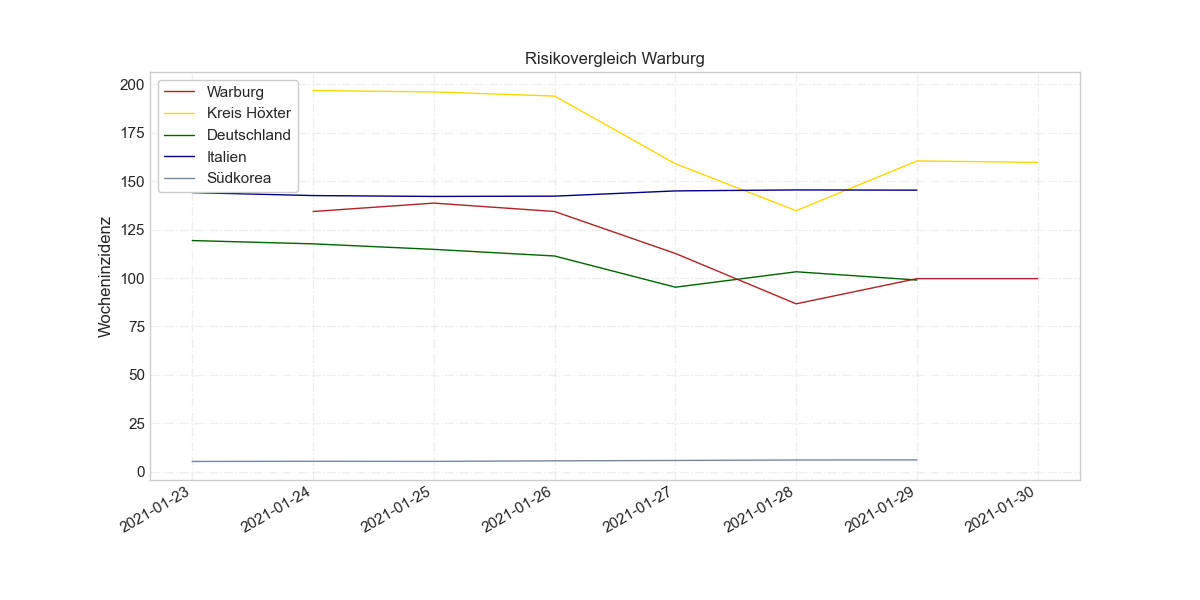 Risikovergleich Warburg
Wocheninzidenz
200
175
150
125
100
75
50
25
0
Warburg
Kreis Höxter
Deutschland
Italien
Südkorea
2021-01-23
2021-01-24
2021-01-25
2021-01-26
2021-01-27
2021-01-28
2021-01-29
2021-01-30